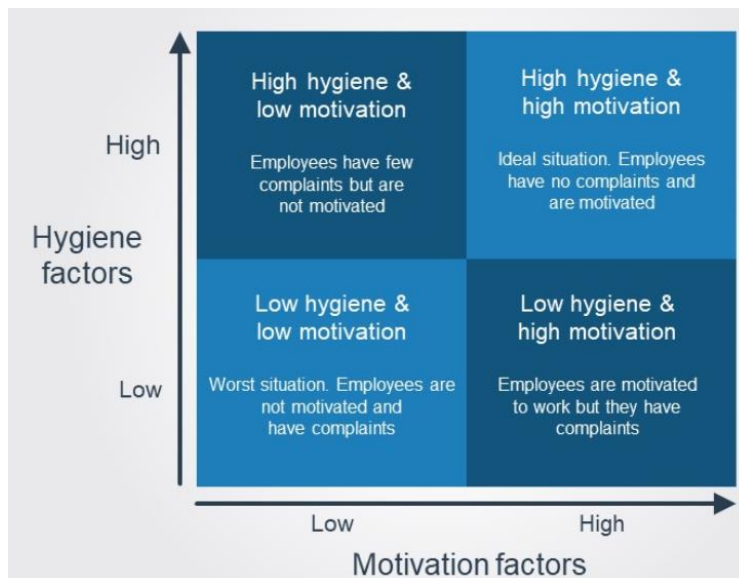 High hygiene &
low motivation
Employees have few
complaints but are
not motivated
High hygiene &
high motivation
Ideal situation. Employees
have no complaints and
are motivated
High
Hygiene
factors
Low hygiene &
low motivation
Worst situation. Employees are
not motivated and
have complaints
Low hygiene &
high motivation
Employees are motivated
to work but they have
complaints
Low
Low
High
Motivation factors